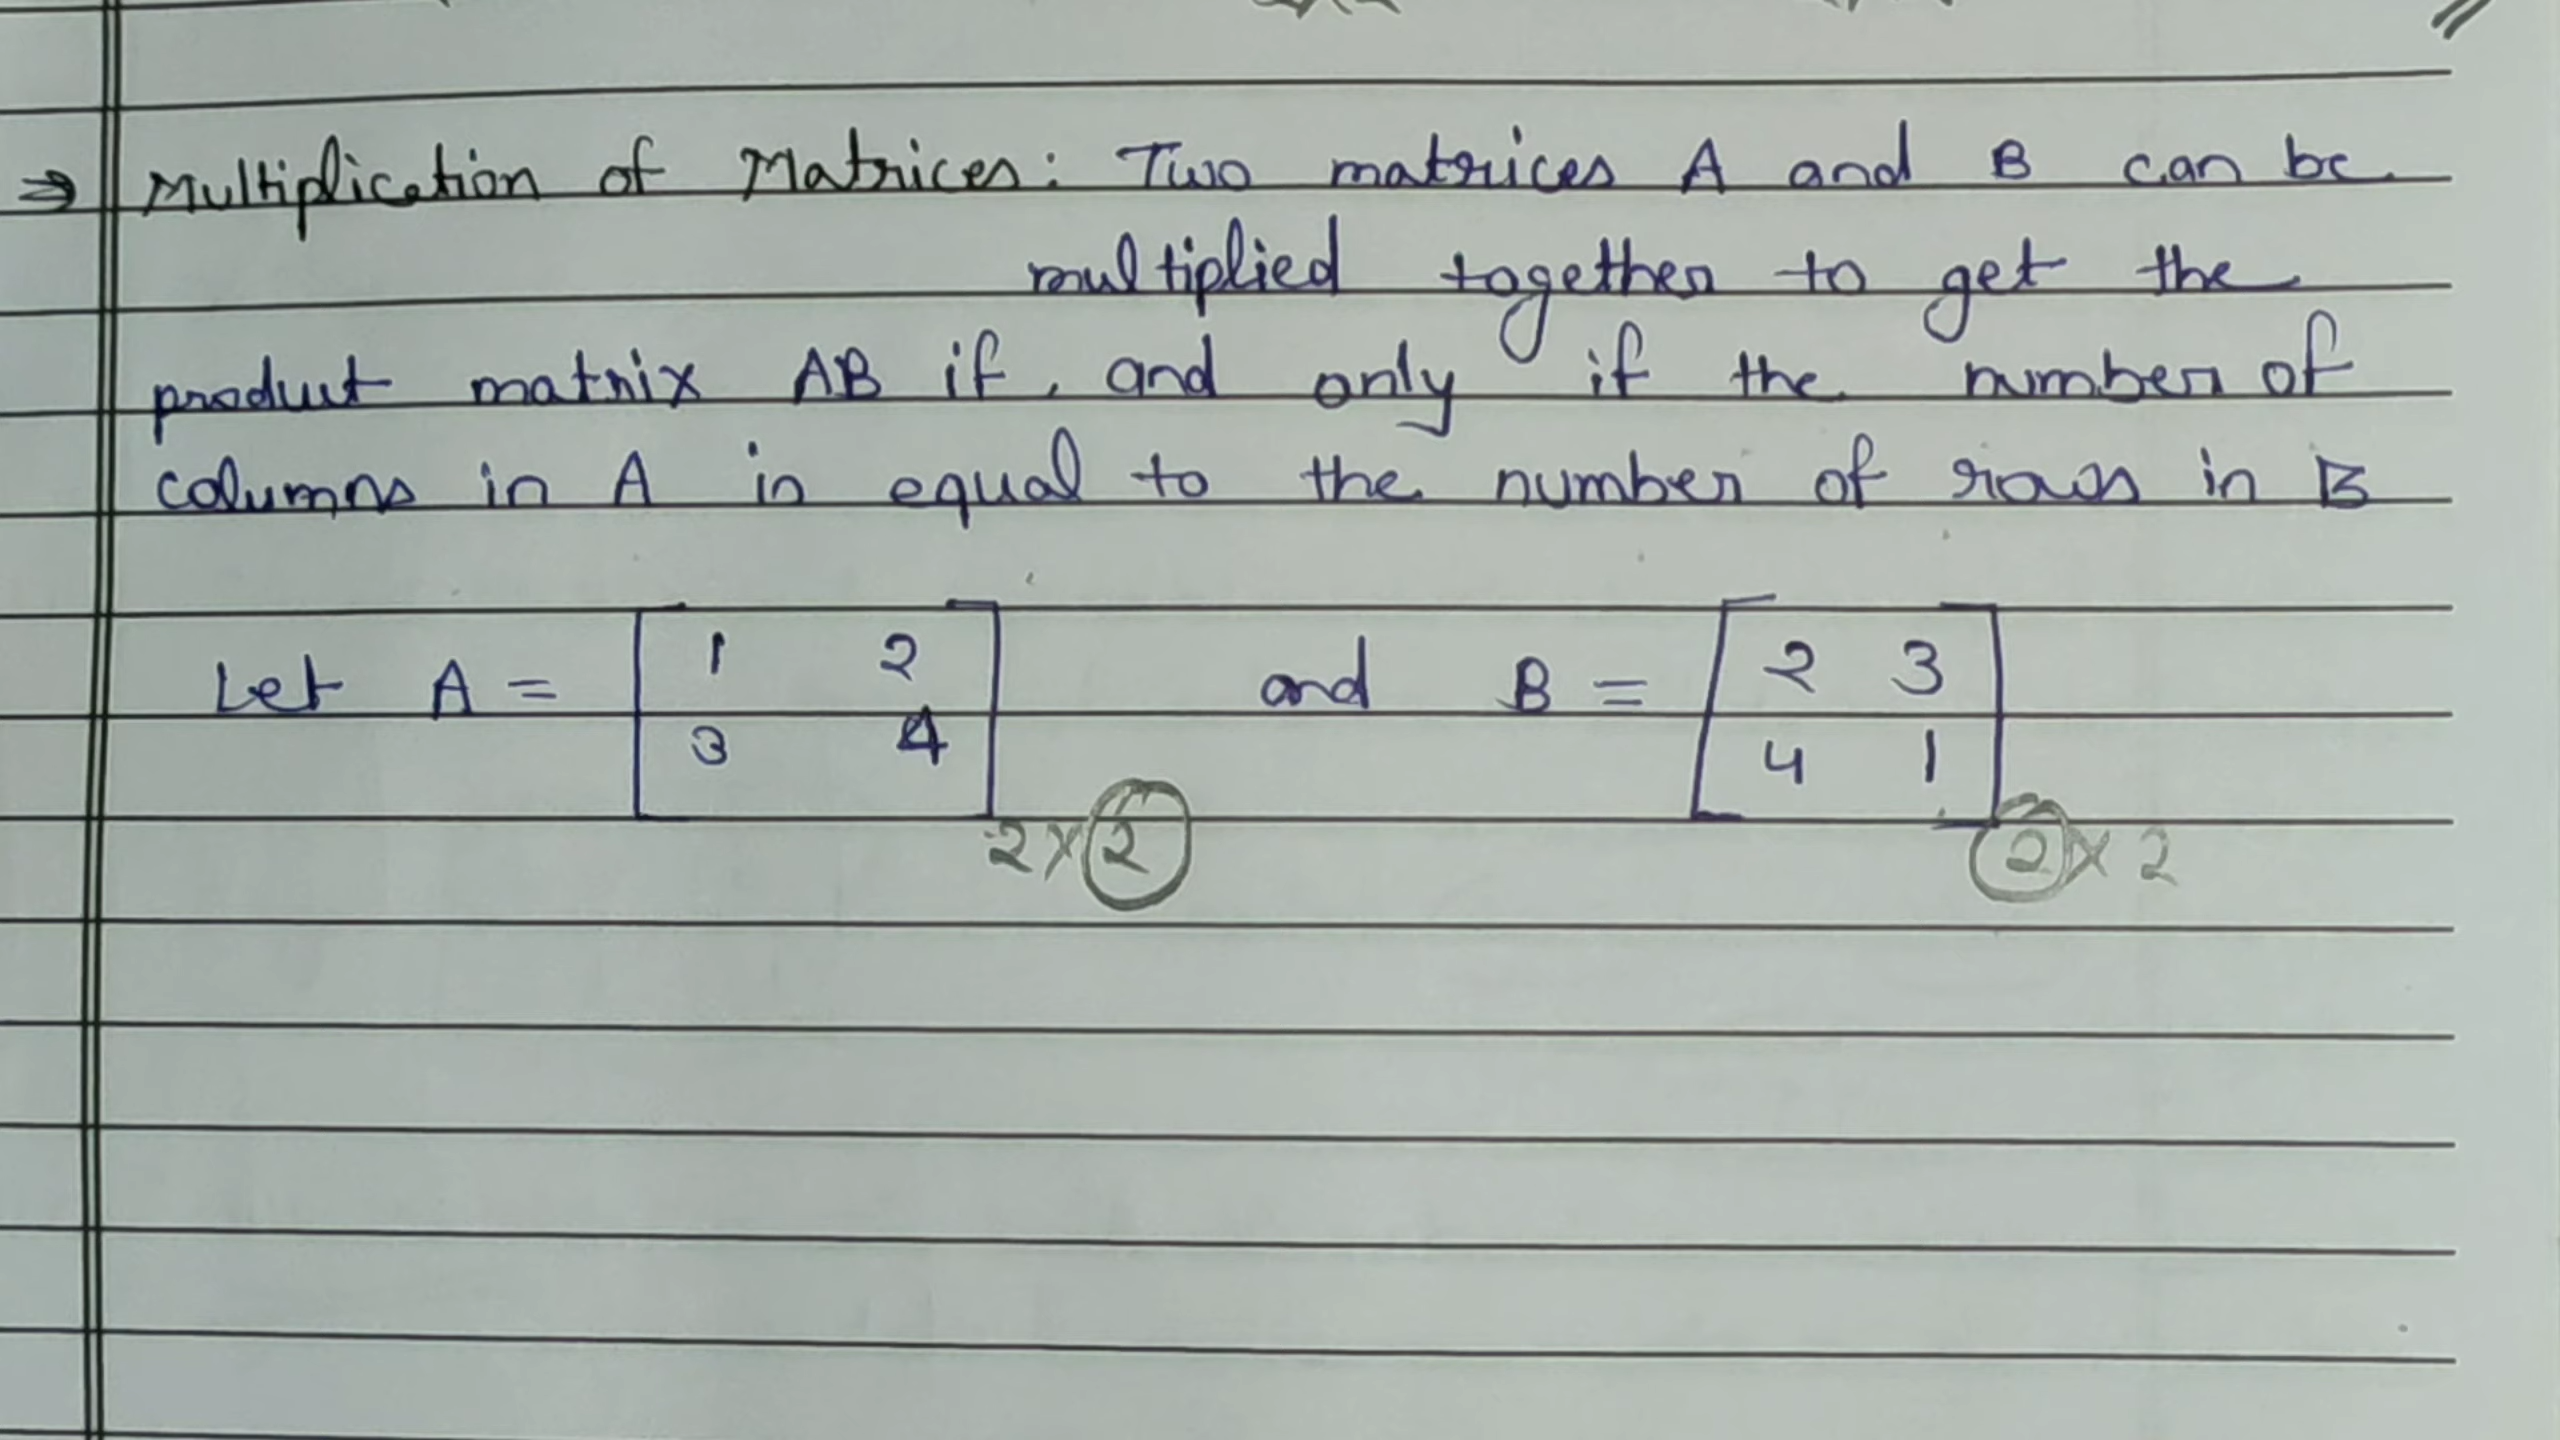 ⇒ Multiplication of Matrices: Two matrices A and B can be
multiplied together to get the
product matrix AB if, and only if the number of
columns in A is equal to the number of rows in B
Let A = [ 1 2 and B = [ 2 3
3 4 ] 4 1 ]
2×2 2×2